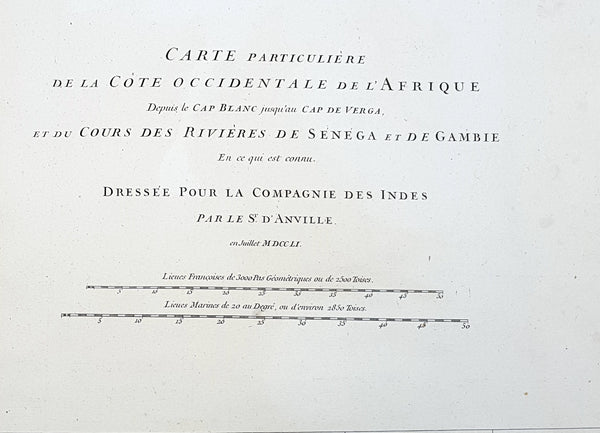 CARTE PARTICULIÈRE
DE LA CÔTE OCCIDENTALE DE L'AFRIQUE
Depuis le CAP BLANC jusqu'au CAP DE VERGA,
ET DU COURS DES RIVIÈRES DE SÉNÉGA ET DE GAMBIE
En ce qui est connu.
DRESSÉE POUR LA COMPAGNIE DES INDES
PAR LE Sr. D'ANVILLE.
en Juillet MDCCLI.
Lieues Françoises de 3000 Pas Géométriques ou de 2500 Toises.
5 10 15 20 25 30 35 40 45 50
Lieues Marines de 20 au Degré, ou d'environ 2850 Toises.
5 10 15 20 25 30 35 40 45 50